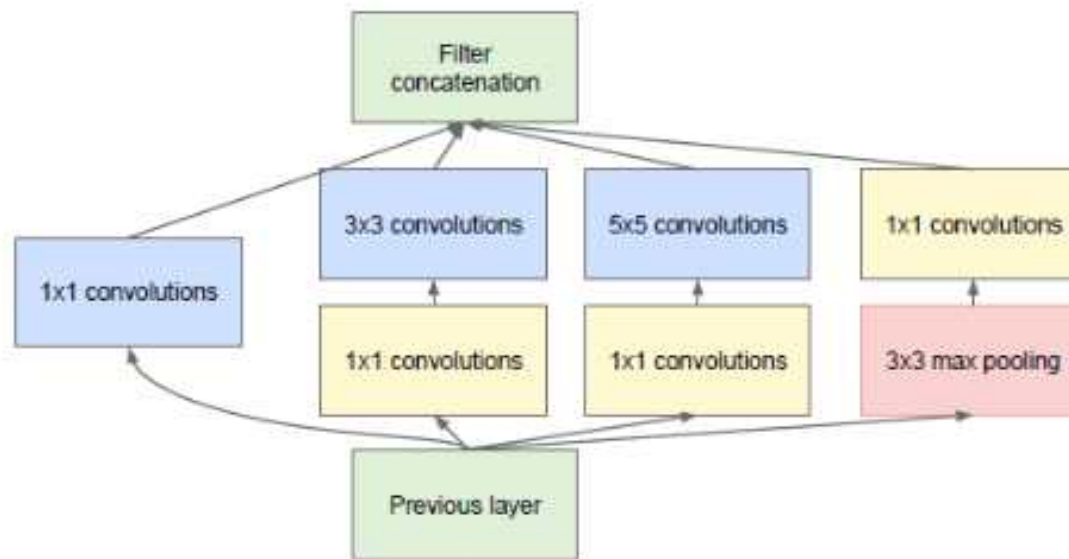 Filter
concatenation
3x3 convolutions
5x5 convolutions
1x1 convolutions
1x1 convolutions
1x1 convolutions
1x1 convolutions
3x3 max pooling
Previous layer